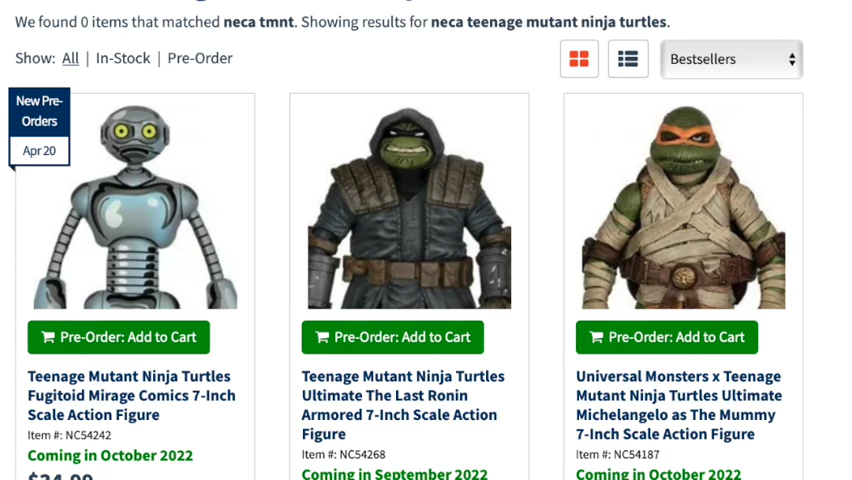 We found 0 items that matched neca tmnt. Showing results for neca teenage mutant ninja turtles.
Show: All | In-Stock | Pre-Order
Bestsellers
New Pre-
Orders
Apr 20
Pre-Order: Add to Cart
Teenage Mutant Ninja Turtles
Fugitoid Mirage Comics 7-Inch
Scale Action Figure
Item #: NC54242
Coming in October 2022
Pre-Order: Add to Cart
Teenage Mutant Ninja Turtles
Ultimate The Last Ronin
Armored 7-Inch Scale Action
Figure
Item #: NC54268
Coming in September 2022
Pre-Order: Add to Cart
Universal Monsters x Teenage
Mutant Ninja Turtles Ultimate
Michelangelo as The Mummy
7-Inch Scale Action Figure
Item #: NC54187
Coming in October 2022